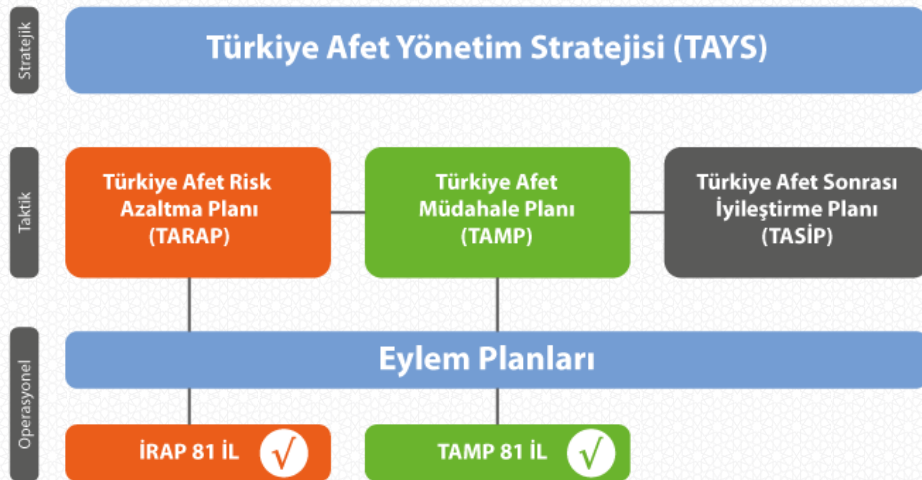 Stratejik
Türkiye Afet Yönetim Stratejisi (TAYS)
Taktik
Türkiye Afet Risk
Azaltma Planı
(TARAP)
Türkiye Afet
Müdahale Planı
(TAMP)
Türkiye Afet Sonrası
İyileştirme Planı
(TASİP)
Operasyonel
Eylem Planları
İRAP 81 İL √
TAMP 81 İL √